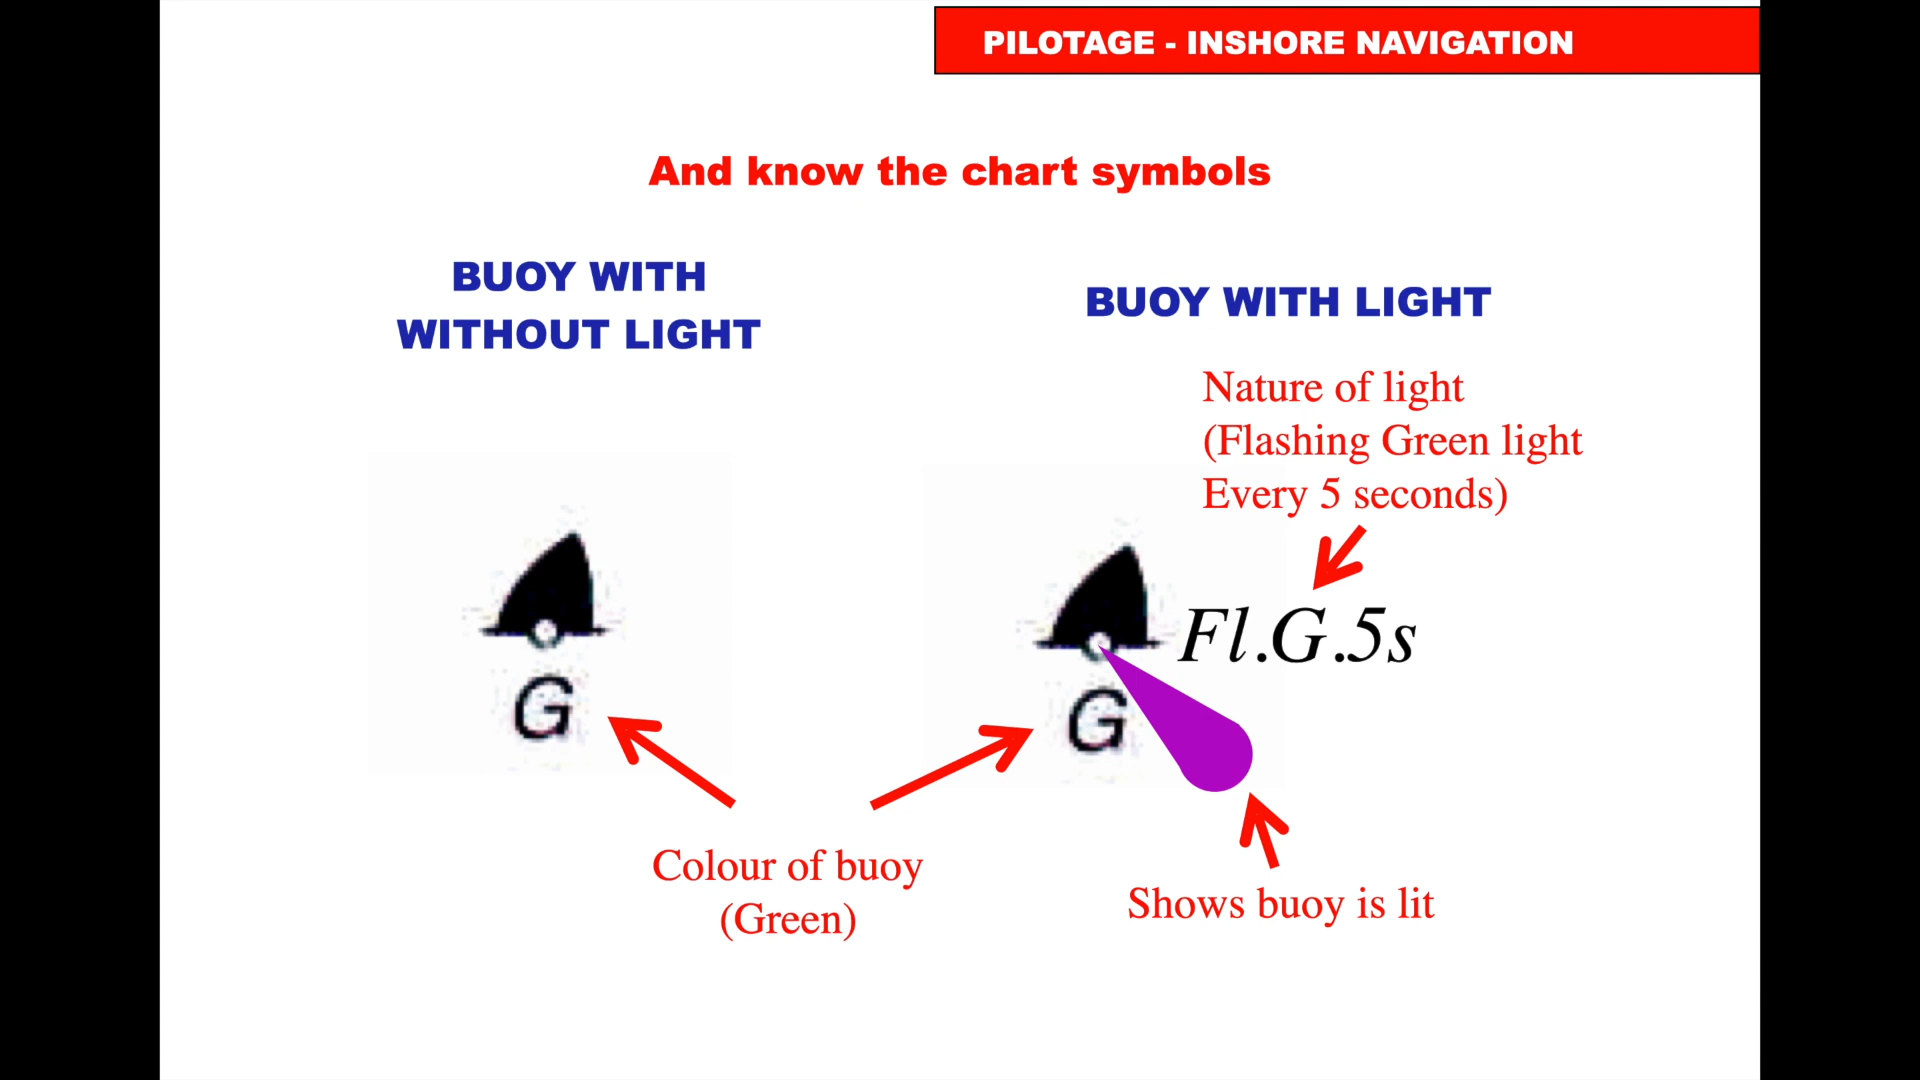 PILOTAGE - INSHORE NAVIGATION
And know the chart symbols
BUOY WITH
WITHOUT LIGHT
BUOY WITH LIGHT
Nature of light
(Flashing Green light
Every 5 seconds)
Fl.G.5s
G
G
Colour of buoy
(Green)
Shows buoy is lit